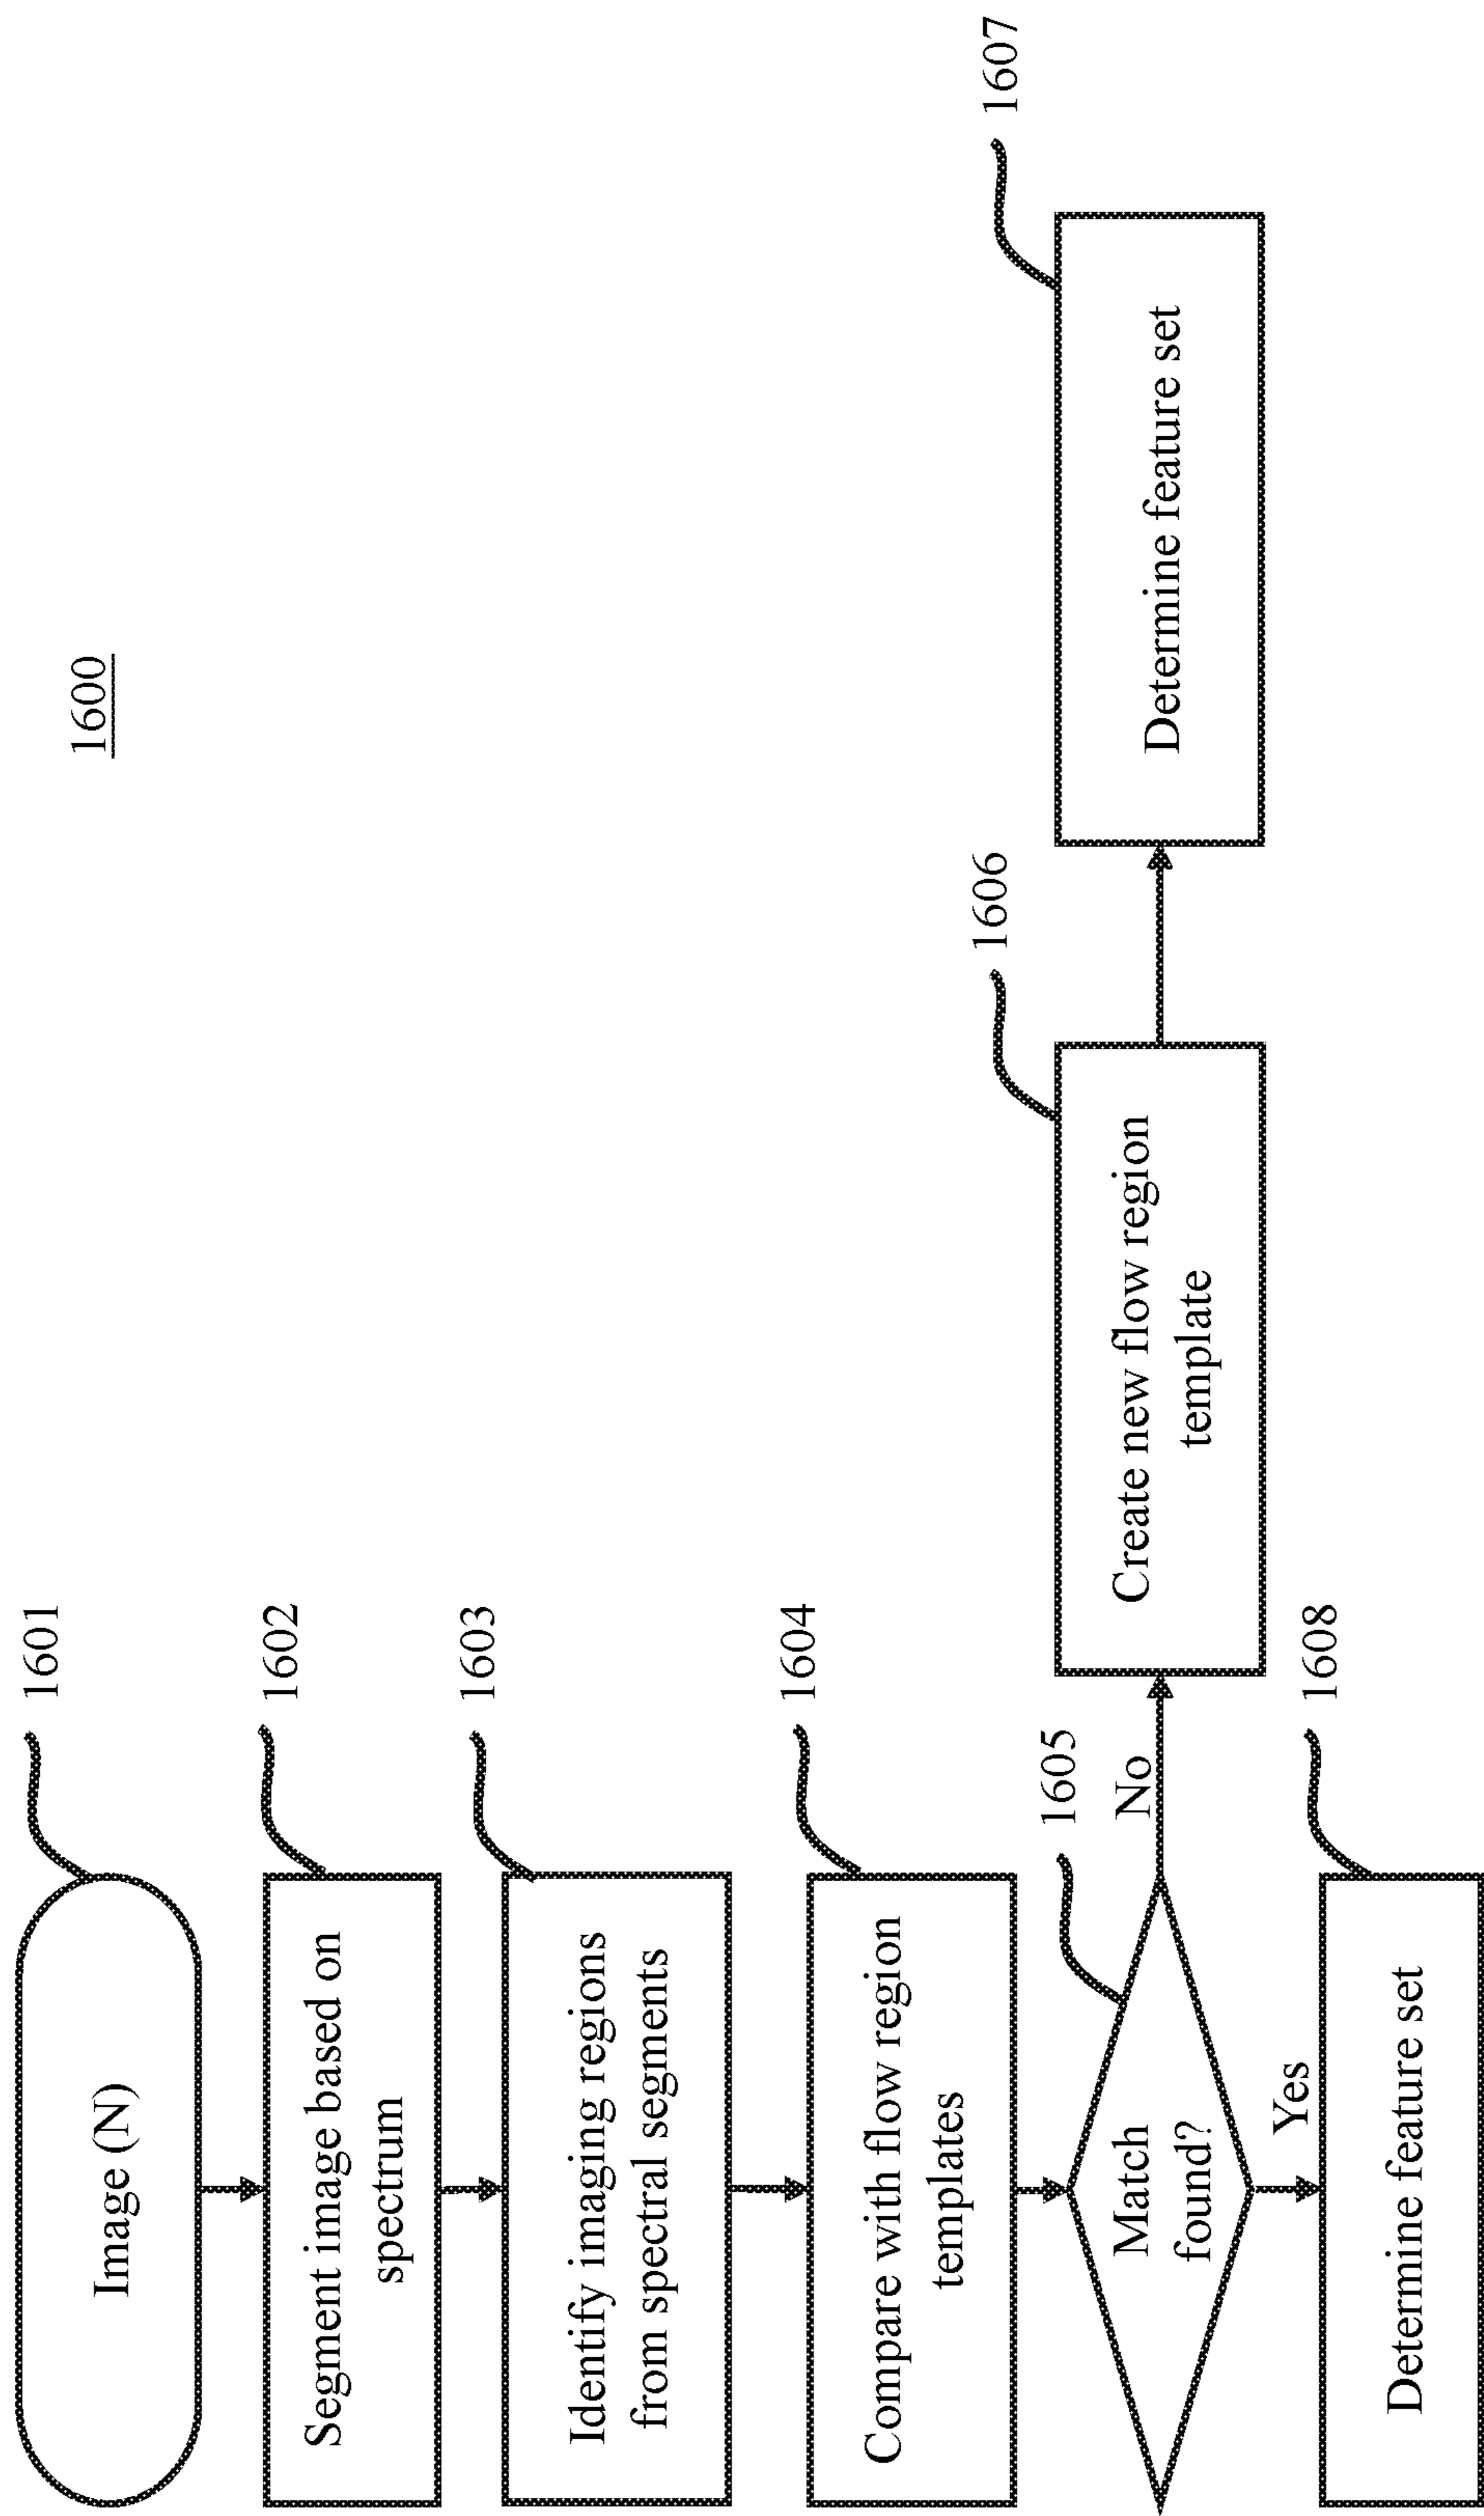 1600
1601
Image (N)
1602
Segment image based on
spectrum
1603
Identify imaging regions
from spectral segments
1604
Compare with flow region
templates
1605
Match
found?
No
1606
Create new flow region
template
1607
Determine feature set
Yes
1608
Determine feature set